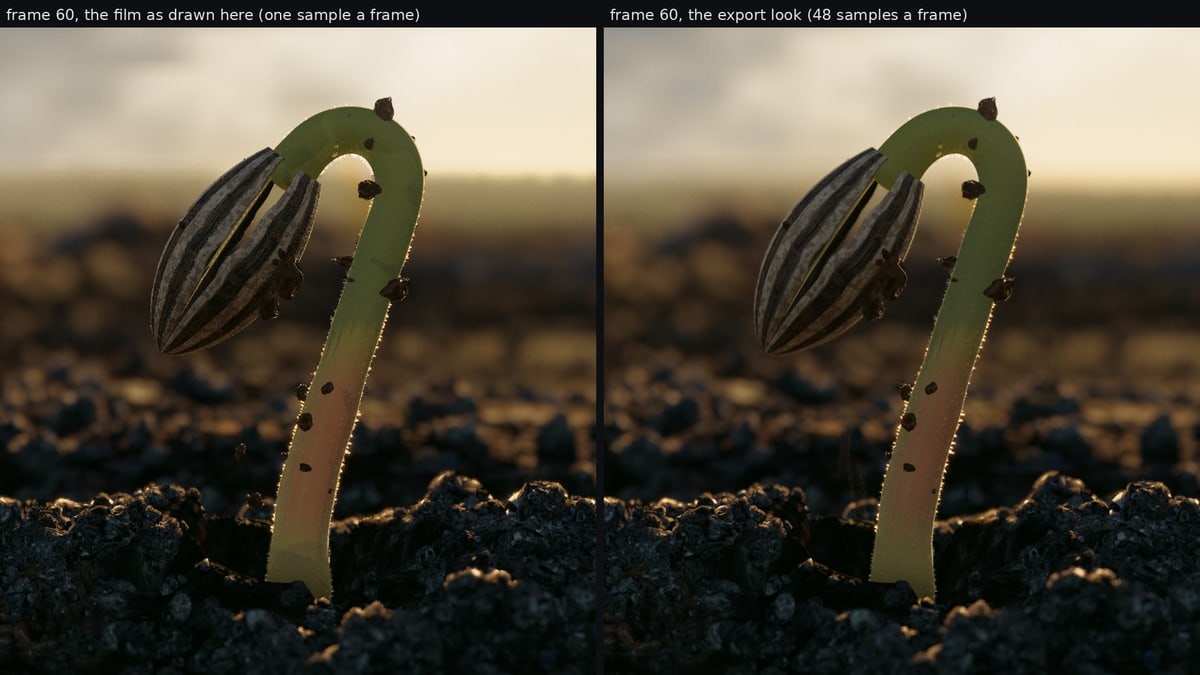 frame 60, the film as drawn here (one sample a frame)
frame 60, the export look (48 samples a frame)